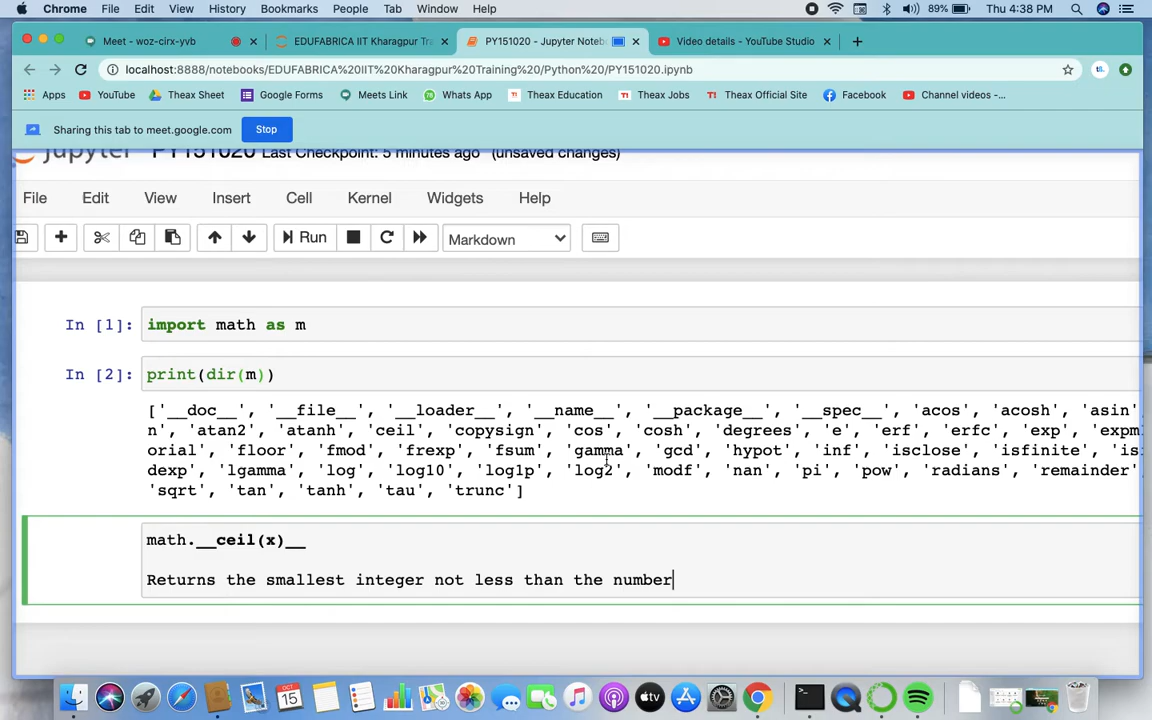 Chrome File Edit View History Bookmarks People Tab Window Help 89% Thu 4:38 PM
Meet - woz-cirx-yyb EDUFABRICA IIT Kharagpur Tra PY151020 - Jupyter Noteb Video details - YouTube Studio
localhost:8888/notebooks/EDUFABRICA%20IIT%20Kharagpur%20Training%20/Python%20/PY151020.ipynb
Apps YouTube Theax Sheet Google Forms Meets Link Whats App Theax Education Theax Jobs Theax Official Site Facebook Channel videos -...
Sharing this tab to meet.google.com Stop
jupyter PY151020 Last Checkpoint: 5 minutes ago (unsaved changes)
File Edit View Insert Cell Kernel Widgets Help
Run Markdown
In [1]: import math as m
In [2]: print(dir(m))
['__doc__', '__file__', '__loader__', '__name__', '__package__', '__spec__', 'acos', 'acosh', 'asin',
n', 'atan2', 'atanh', 'ceil', 'copysign', 'cos', 'cosh', 'degrees', 'e', 'erf', 'erfc', 'exp', 'expm
orial', 'floor', 'fmod', 'frexp', 'fsum', 'gamma', 'gcd', 'hypot', 'inf', 'isclose', 'isfinite', 'is
dexp', 'lgamma', 'log', 'log10', 'log1p', 'log2', 'modf', 'nan', 'pi', 'pow', 'radians', 'remainder'
'sqrt', 'tan', 'tanh', 'tau', 'trunc']
math.__ceil(x)__
Returns the smallest integer not less than the number
OCT
15